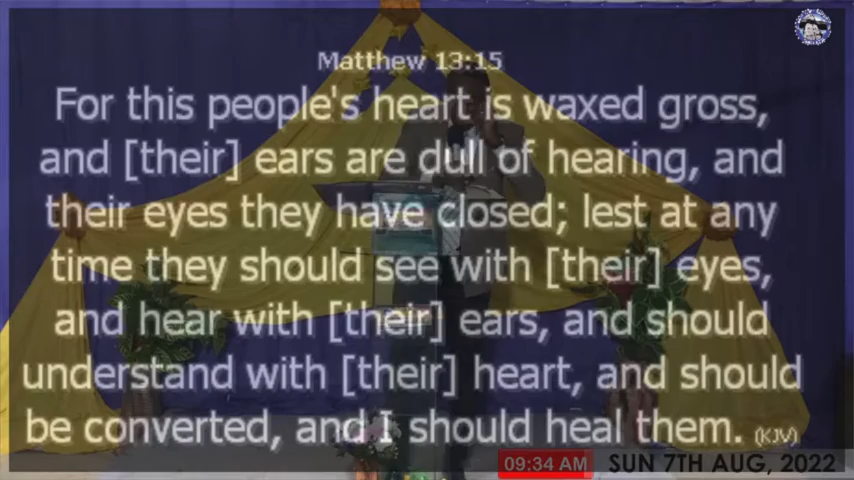 Matthew 13:15
For this people's heart is waxed gross,
and [their] ears are dull of hearing, and
their eyes they have closed; lest at any
time they should see with [their] eyes,
and hear with [their] ears, and should
understand with [their] heart, and should
be converted, and I should heal them. (KJV)
09:34 AM SUN 7TH AUG, 2022